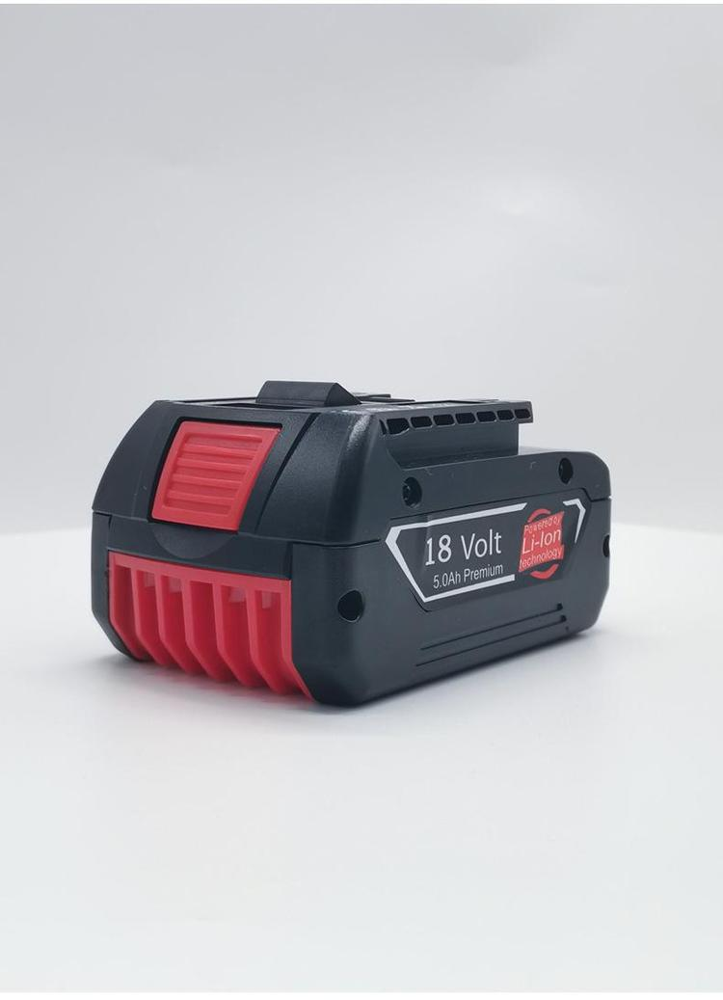 18 Volt
5.0Ah Premium
Powered by
Li-Ion
technology